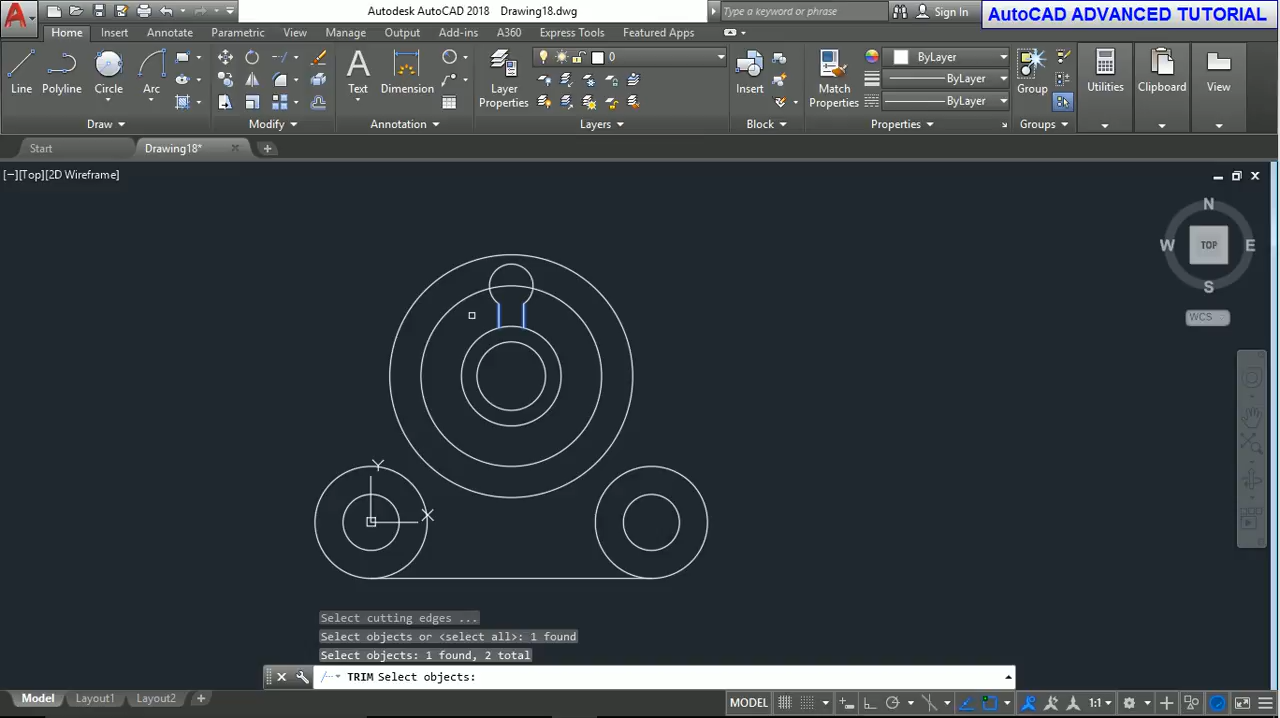 Autodesk AutoCAD 2018 Drawing18.dwg
Type a keyword or phrase
Sign In
AutoCAD ADVANCED TUTORIAL
Home Insert Annotate Parametric View Manage Output Add-ins A360 Express Tools Featured Apps
Line Polyline Circle Arc
Text Dimension
Layer
Properties
0
Insert
Match
Properties
ByLayer
ByLayer
ByLayer
Group
Utilities
Clipboard
View
Draw Modify Annotation Layers Block Properties Groups
Start Drawing18*
[−][Top][2D Wireframe]
N
W TOP E
S
WCS
Y
X
Select cutting edges ...
Select objects or <select all>: 1 found
Select objects: 1 found, 2 total
TRIM Select objects:
Model Layout1 Layout2
MODEL 1:1